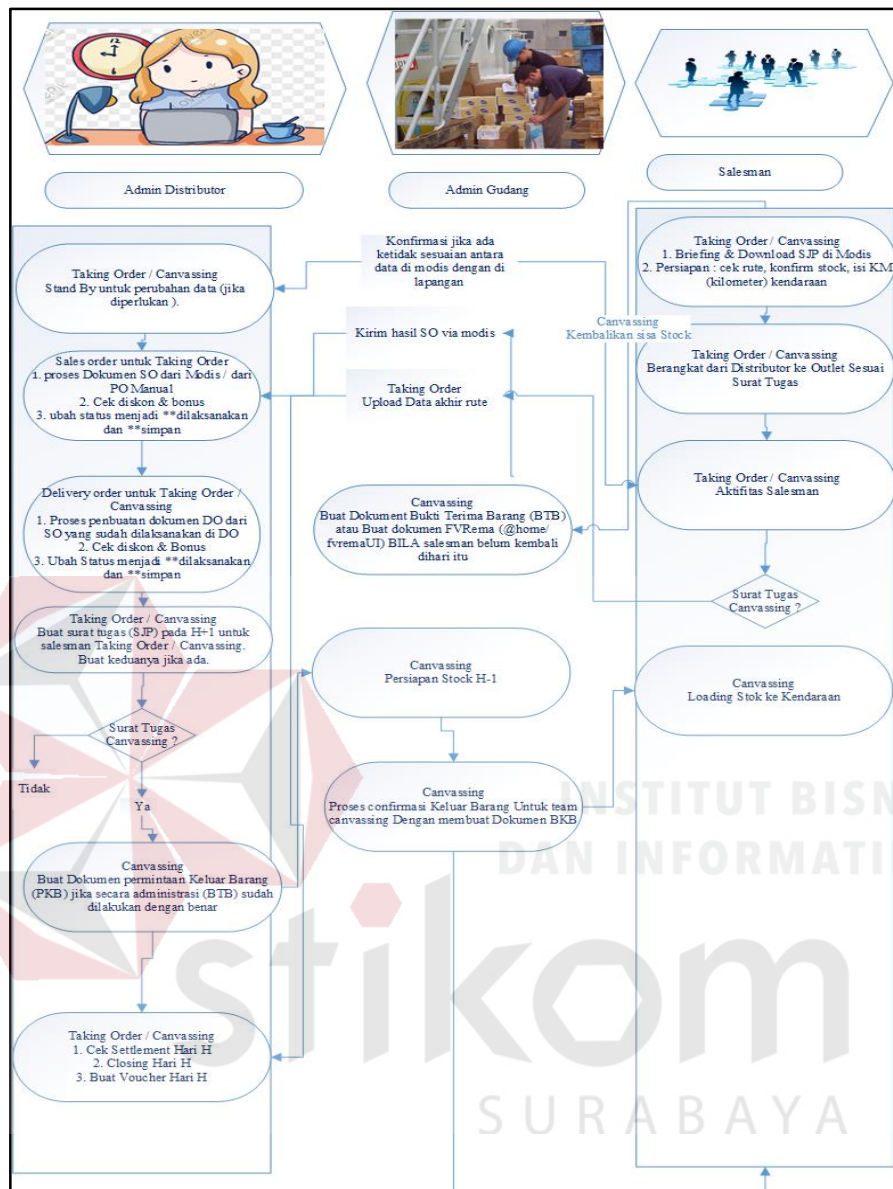 Admin Distributor
Admin Gudang
Salesman
Taking Order / Canvassing
Stand By untuk perubahan data (jika
diperlukan ).
Konfirmasi jika ada
ketidak sesuaian antara
data di modis dengan di
lapangan
Taking Order / Canvassing
1. Briefing & Download SJP di Modis
2. Persiapan : cek rute, konfirm stock, isi KM
(kilometer) kendaraan
Kirim hasil SO via modis
Canvassing
Kembalikan sisa Stock
Sales order untuk Taking Order
1. proses Dokumen SO dari Modis / dari
PO Manual
2. Cek diskon & bonus
3. ubah status menjadi **dilaksanakan
dan **simpan
Taking Order
Upload Data akhir rute
Taking Order / Canvassing
Berangkat dari Distributor ke Outlet Sesuai
Surat Tugas
Taking Order / Canvassing
Aktifitas Salesman
Delivery order untuk Taking Order /
Canvassing
1. Proses penbuatan dokumen DO dari
SO yang sudah dilaksanakan di DO
2. Cek diskon & Bonus
3. Ubah Status menjadi **dilaksanakan
dan **simpan
Canvassing
Buat Dokument Bukti Terima Barang (BTB)
atau Buat dokumen FVRema (@home/
fvremaUI) BILA salesman belum kembali
dihari itu
Surat Tugas
Canvassing ?
Taking Order / Canvassing
Buat surat tugas (SJP) pada H+1 untuk
salesman Taking Order / Canvassing.
Buat keduanya jika ada.
Canvassing
Persiapan Stock H-1
Canvassing
Loading Stok ke Kendaraan
Surat Tugas
Canvassing ?
Tidak
Ya
Canvassing
Proses confirmasi Keluar Barang Untuk team
canvassing Dengan membuat Dokumen BKB
Canvassing
Buat Dokumen permintaan Keluar Barang
(PKB) jika secara administrasi (BTB) sudah
dilakukan dengan benar
Taking Order / Canvassing
1. Cek Settlement Hari H
2. Closing Hari H
3. Buat Voucher Hari H
INSTITUT BISN
DAN INFORMATI
stikom
SURABAYA